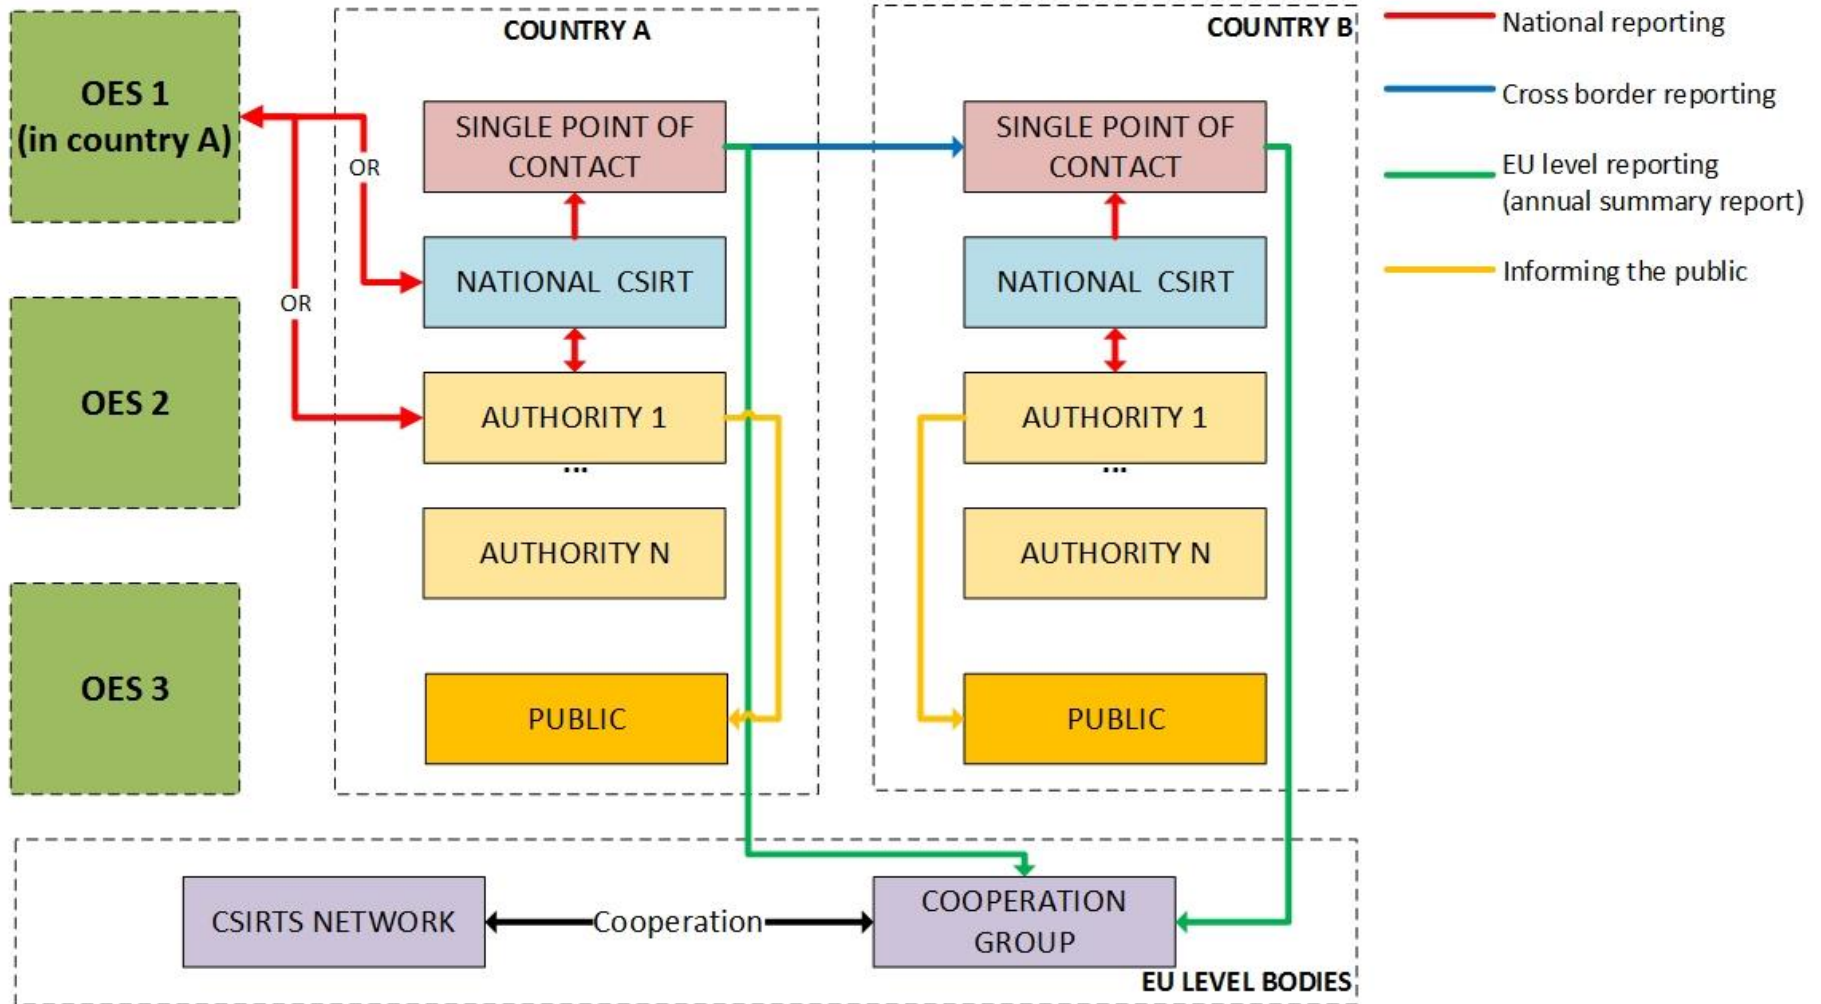 OES 1
(in country A)
OES 2
OES 3
OR
OR
COUNTRY A
SINGLE POINT OF
CONTACT
NATIONAL CSIRT
AUTHORITY 1
...
AUTHORITY N
PUBLIC
COUNTRY B
SINGLE POINT OF
CONTACT
NATIONAL CSIRT
AUTHORITY 1
...
AUTHORITY N
PUBLIC
National reporting
Cross border reporting
EU level reporting
(annual summary report)
Informing the public
CSIRTS NETWORK
Cooperation
COOPERATION
GROUP
EU LEVEL BODIES